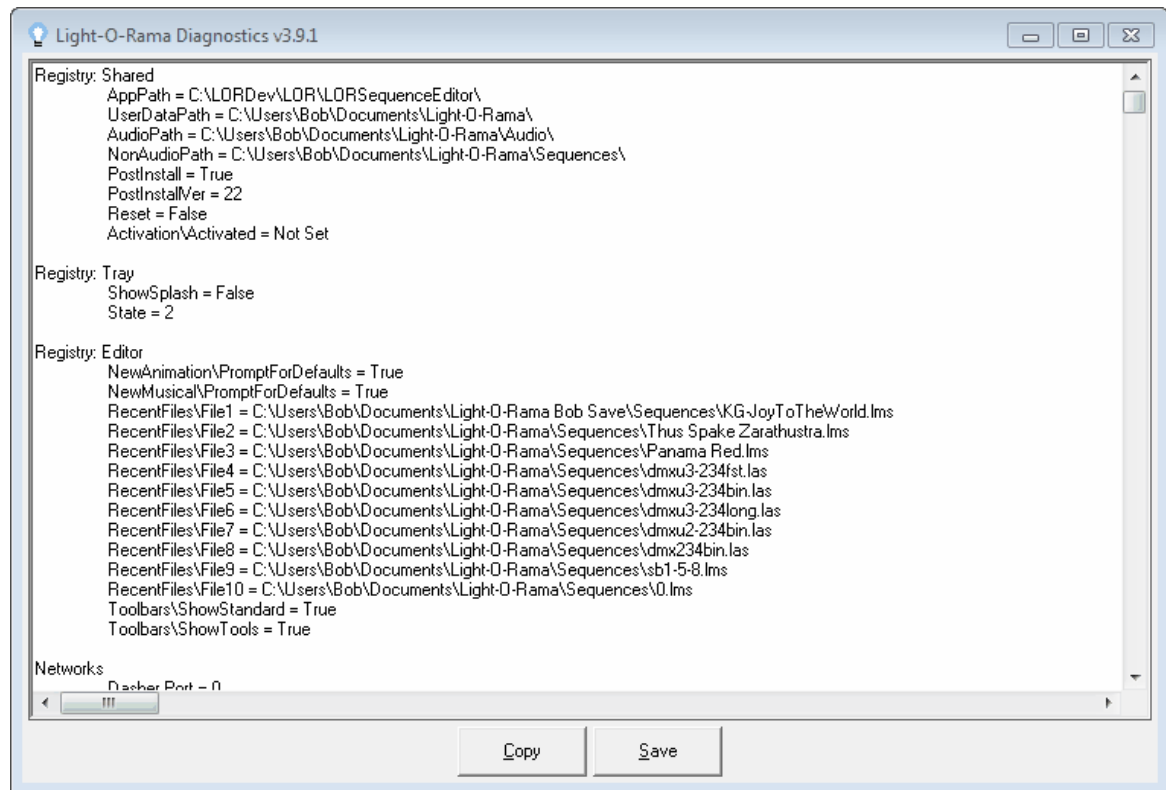 Light-O-Rama Diagnostics v3.9.1
Registry: Shared
AppPath = C:\LORDev\LOR\LORSequenceEditor\
UserDataPath = C:\Users\Bob\Documents\Light-O-Rama\
AudioPath = C:\Users\Bob\Documents\Light-O-Rama\Audio\
NonAudioPath = C:\Users\Bob\Documents\Light-O-Rama\Sequences\
PostInstall = True
PostInstallVer = 22
Reset = False
Activation\Activated = Not Set
Registry: Tray
ShowSplash = False
State = 2
Registry: Editor
NewAnimation\PromptForDefaults = True
NewMusical\PromptForDefaults = True
RecentFiles\File1 = C:\Users\Bob\Documents\Light-O-Rama Bob Save\Sequences\KG-JoyToTheWorld.lms
RecentFiles\File2 = C:\Users\Bob\Documents\Light-O-Rama\Sequences\Thus Spake Zarathustra.lms
RecentFiles\File3 = C:\Users\Bob\Documents\Light-O-Rama\Sequences\Panama Red.lms
RecentFiles\File4 = C:\Users\Bob\Documents\Light-O-Rama\Sequences\dmxu3-234fst.las
RecentFiles\File5 = C:\Users\Bob\Documents\Light-O-Rama\Sequences\dmxu3-234bin.las
RecentFiles\File6 = C:\Users\Bob\Documents\Light-O-Rama\Sequences\dmxu3-234long.las
RecentFiles\File7 = C:\Users\Bob\Documents\Light-O-Rama\Sequences\dmxu2-234bin.las
RecentFiles\File8 = C:\Users\Bob\Documents\Light-O-Rama\Sequences\dmx234bin.las
RecentFiles\File9 = C:\Users\Bob\Documents\Light-O-Rama\Sequences\sb1-5-8.lms
RecentFiles\File10 = C:\Users\Bob\Documents\Light-O-Rama\Sequences\0.lms
Toolbars\ShowStandard = True
Toolbars\ShowTools = True
Networks
Dasher Port = 0
Copy
Save